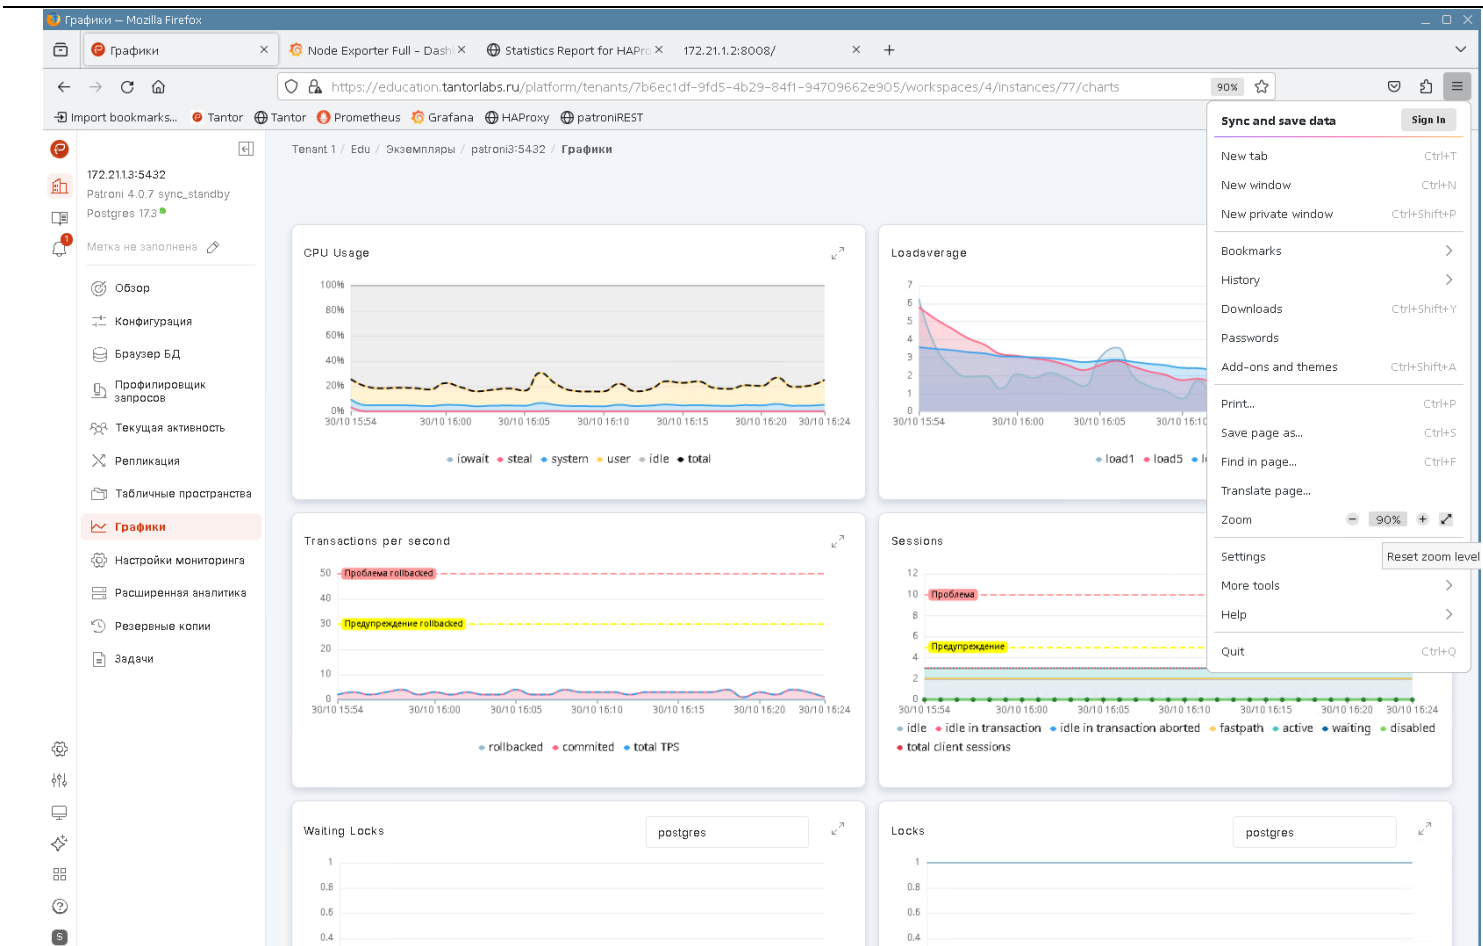 Графики — Mozilla Firefox
Графики
Node Exporter Full – Dash
Statistics Report for HAPro
172.21.1.2:8008/
https://education.tantorlabs.ru/platform/tenants/7b6ec1df-9fd5-4b29-84f1-94709662e905/workspaces/4/instances/77/charts
90%
Import bookmarks...
Tantor
Tantor
Prometheus
Grafana
HAProxy
patroniREST
Tenant 1 / Edu / Экземпляры / patroni3:5432 / Графики
172.21.1.3:5432
Patroni 4.0.7 sync_standby
Postgres 17.3
1
Метка не заполнена
Обзор
Конфигурация
Браузер БД
Профилировщик
запросов
Текущая активность
Репликация
Табличные пространства
Графики
Настройки мониторинга
Расширенная аналитика
Резервные копии
Задачи
S
CPU Usage
100%
80%
60%
40%
20%
0%
30/10 15:54 30/10 16:00 30/10 16:05 30/10 16:10 30/10 16:15 30/10 16:20 30/10 16:24
iowait steal system user idle total
Loadaverage
7
6
5
4
3
2
1
0
30/10 15:54 30/10 16:00 30/10 16:05 30/10 16:10
load1 load5
Transactions per second
50 Проблема rollbacked
40
30 Предупреждение rollbacked
20
10
0
30/10 15:54 30/10 16:00 30/10 16:05 30/10 16:10 30/10 16:15 30/10 16:20 30/10 16:24
rollbacked commited total TPS
Sessions
12
10 Проблема
8
6
Предупреждение
4
2
0
30/10 15:54 30/10 16:00 30/10 16:05 30/10 16:10 30/10 16:15 30/10 16:20 30/10 16:24
idle idle in transaction idle in transaction aborted fastpath active waiting disabled
total client sessions
Waiting Locks
postgres
1
0.8
0.6
0.4
Locks
postgres
1
0.8
0.6
0.4
Sync and save data Sign In
New tab Ctrl+T
New window Ctrl+N
New private window Ctrl+Shift+P
Bookmarks
History
Downloads Ctrl+Shift+Y
Passwords
Add-ons and themes Ctrl+Shift+A
Print... Ctrl+P
Save page as... Ctrl+S
Find in page... Ctrl+F
Translate page...
Zoom − 90% +
Settings
Reset zoom level
More tools
Help
Quit Ctrl+Q